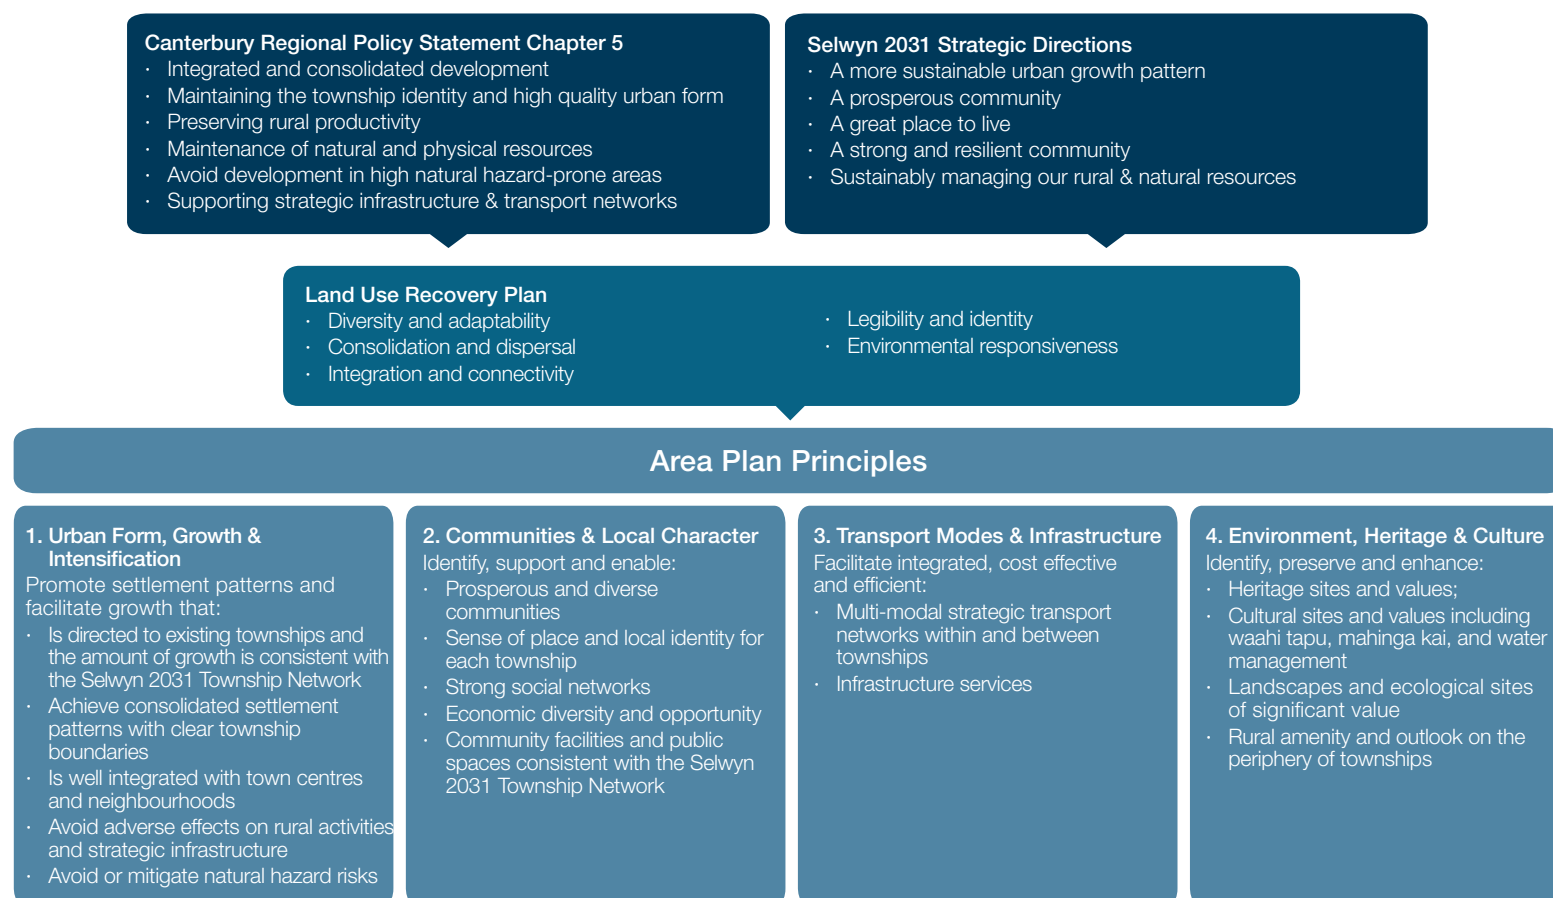 Canterbury Regional Policy Statement Chapter 5
· Integrated and consolidated development
· Maintaining the township identity and high quality urban form
· Preserving rural productivity
· Maintenance of natural and physical resources
· Avoid development in high natural hazard-prone areas
· Supporting strategic infrastructure & transport networks
Selwyn 2031 Strategic Directions
· A more sustainable urban growth pattern
· A prosperous community
· A great place to live
· A strong and resilient community
· Sustainably managing our rural & natural resources
Land Use Recovery Plan
· Diversity and adaptability
· Consolidation and dispersal
· Integration and connectivity
· Legibility and identity
· Environmental responsiveness
Area Plan Principles
1. Urban Form, Growth &
Intensification
Promote settlement patterns and
facilitate growth that:
· Is directed to existing townships and
the amount of growth is consistent with
the Selwyn 2031 Township Network
· Achieve consolidated settlement
patterns with clear township
boundaries
· Is well integrated with town centres
and neighbourhoods
· Avoid adverse effects on rural activities
and strategic infrastructure
· Avoid or mitigate natural hazard risks
2. Communities & Local Character
Identify, support and enable:
· Prosperous and diverse
communities
· Sense of place and local identity for
each township
· Strong social networks
· Economic diversity and opportunity
· Community facilities and public
spaces consistent with the Selwyn
2031 Township Network
3. Transport Modes & Infrastructure
Facilitate integrated, cost effective
and efficient:
· Multi-modal strategic transport
networks within and between
townships
· Infrastructure services
4. Environment, Heritage & Culture
Identify, preserve and enhance:
· Heritage sites and values;
· Cultural sites and values including
waahi tapu, mahinga kai, and water
management
· Landscapes and ecological sites
of significant value
· Rural amenity and outlook on the
periphery of townships